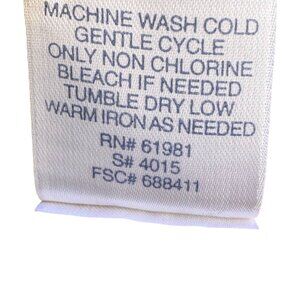 MACHINE WASH COLD
GENTLE CYCLE
ONLY NON CHLORINE
BLEACH IF NEEDED
TUMBLE DRY LOW
WARM IRON AS NEEDED
RN# 61981
S# 4015
FSC# 688411